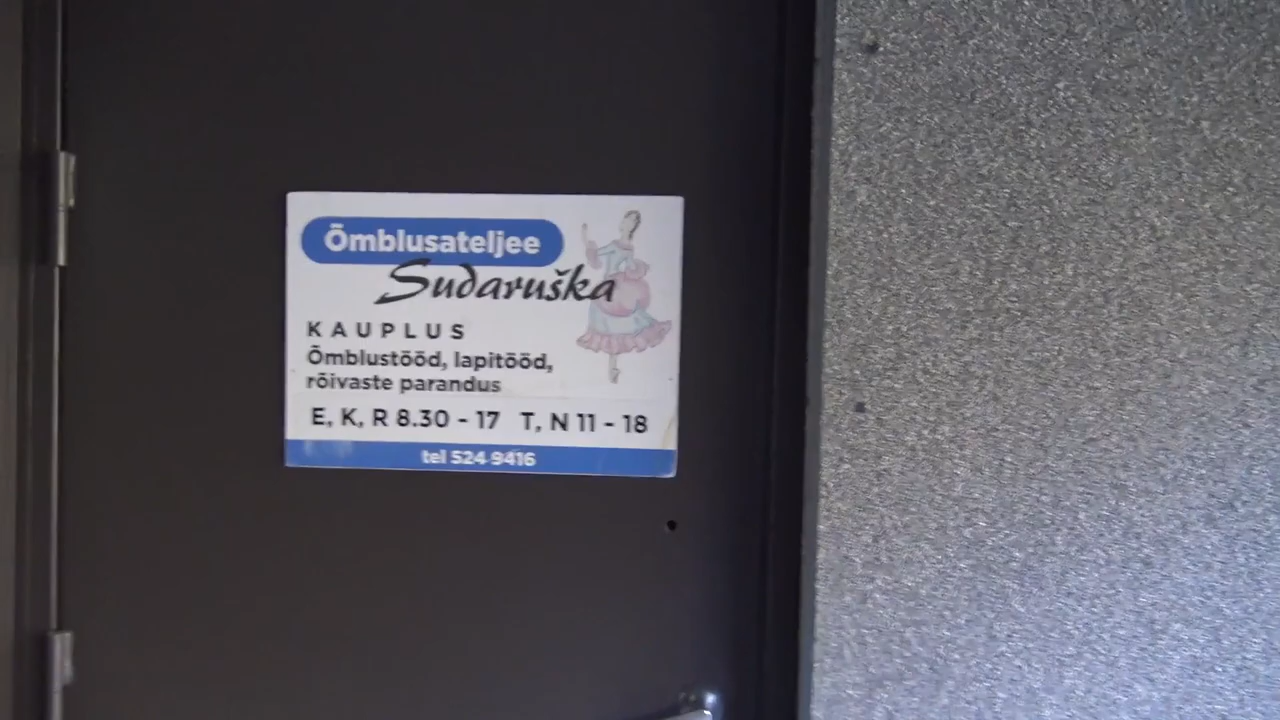 Õmblusateljee
Sudaruška
KAUPLUS
Õmblustööd, lapitööd,
rõivaste parandus
E, K, R 8.30 - 17 T, N 11 - 18
tel 524 9416